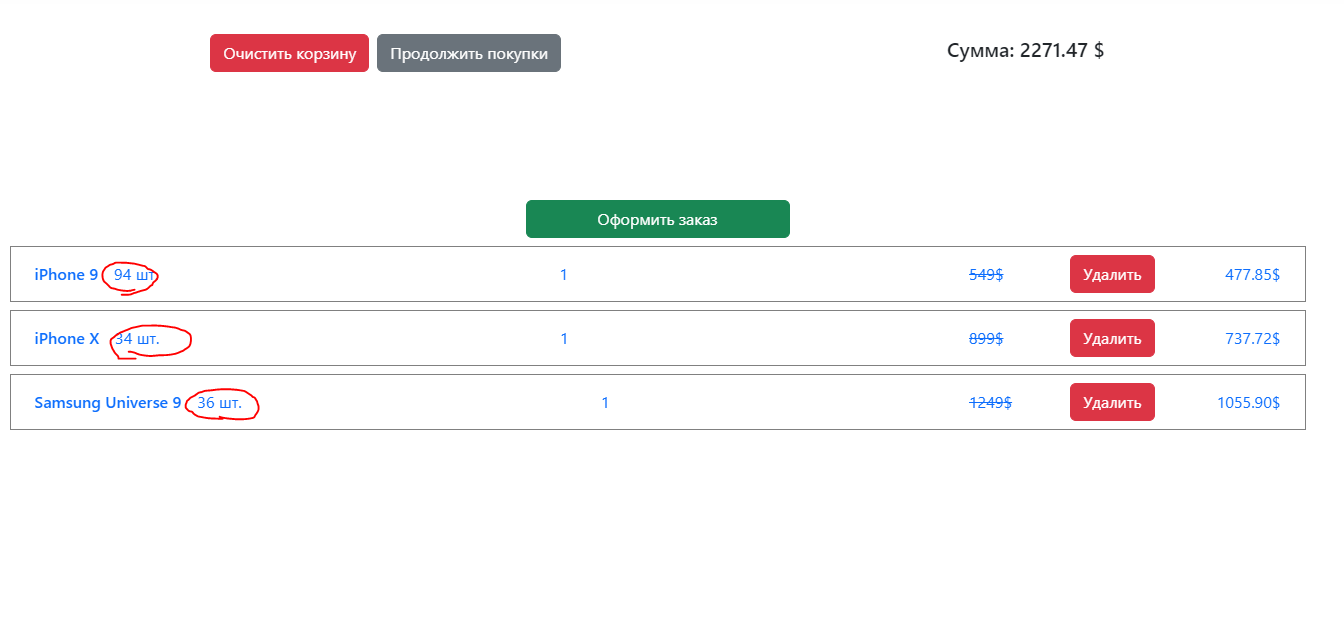 Очистить корзину Продолжить покупки Сумма: 2271.47 $
Оформить заказ
iPhone 9 94 шт. 1 549$ Удалить 477.85$
iPhone X 34 шт. 1 899$ Удалить 737.72$
Samsung Universe 9 36 шт. 1 1249$ Удалить 1055.90$